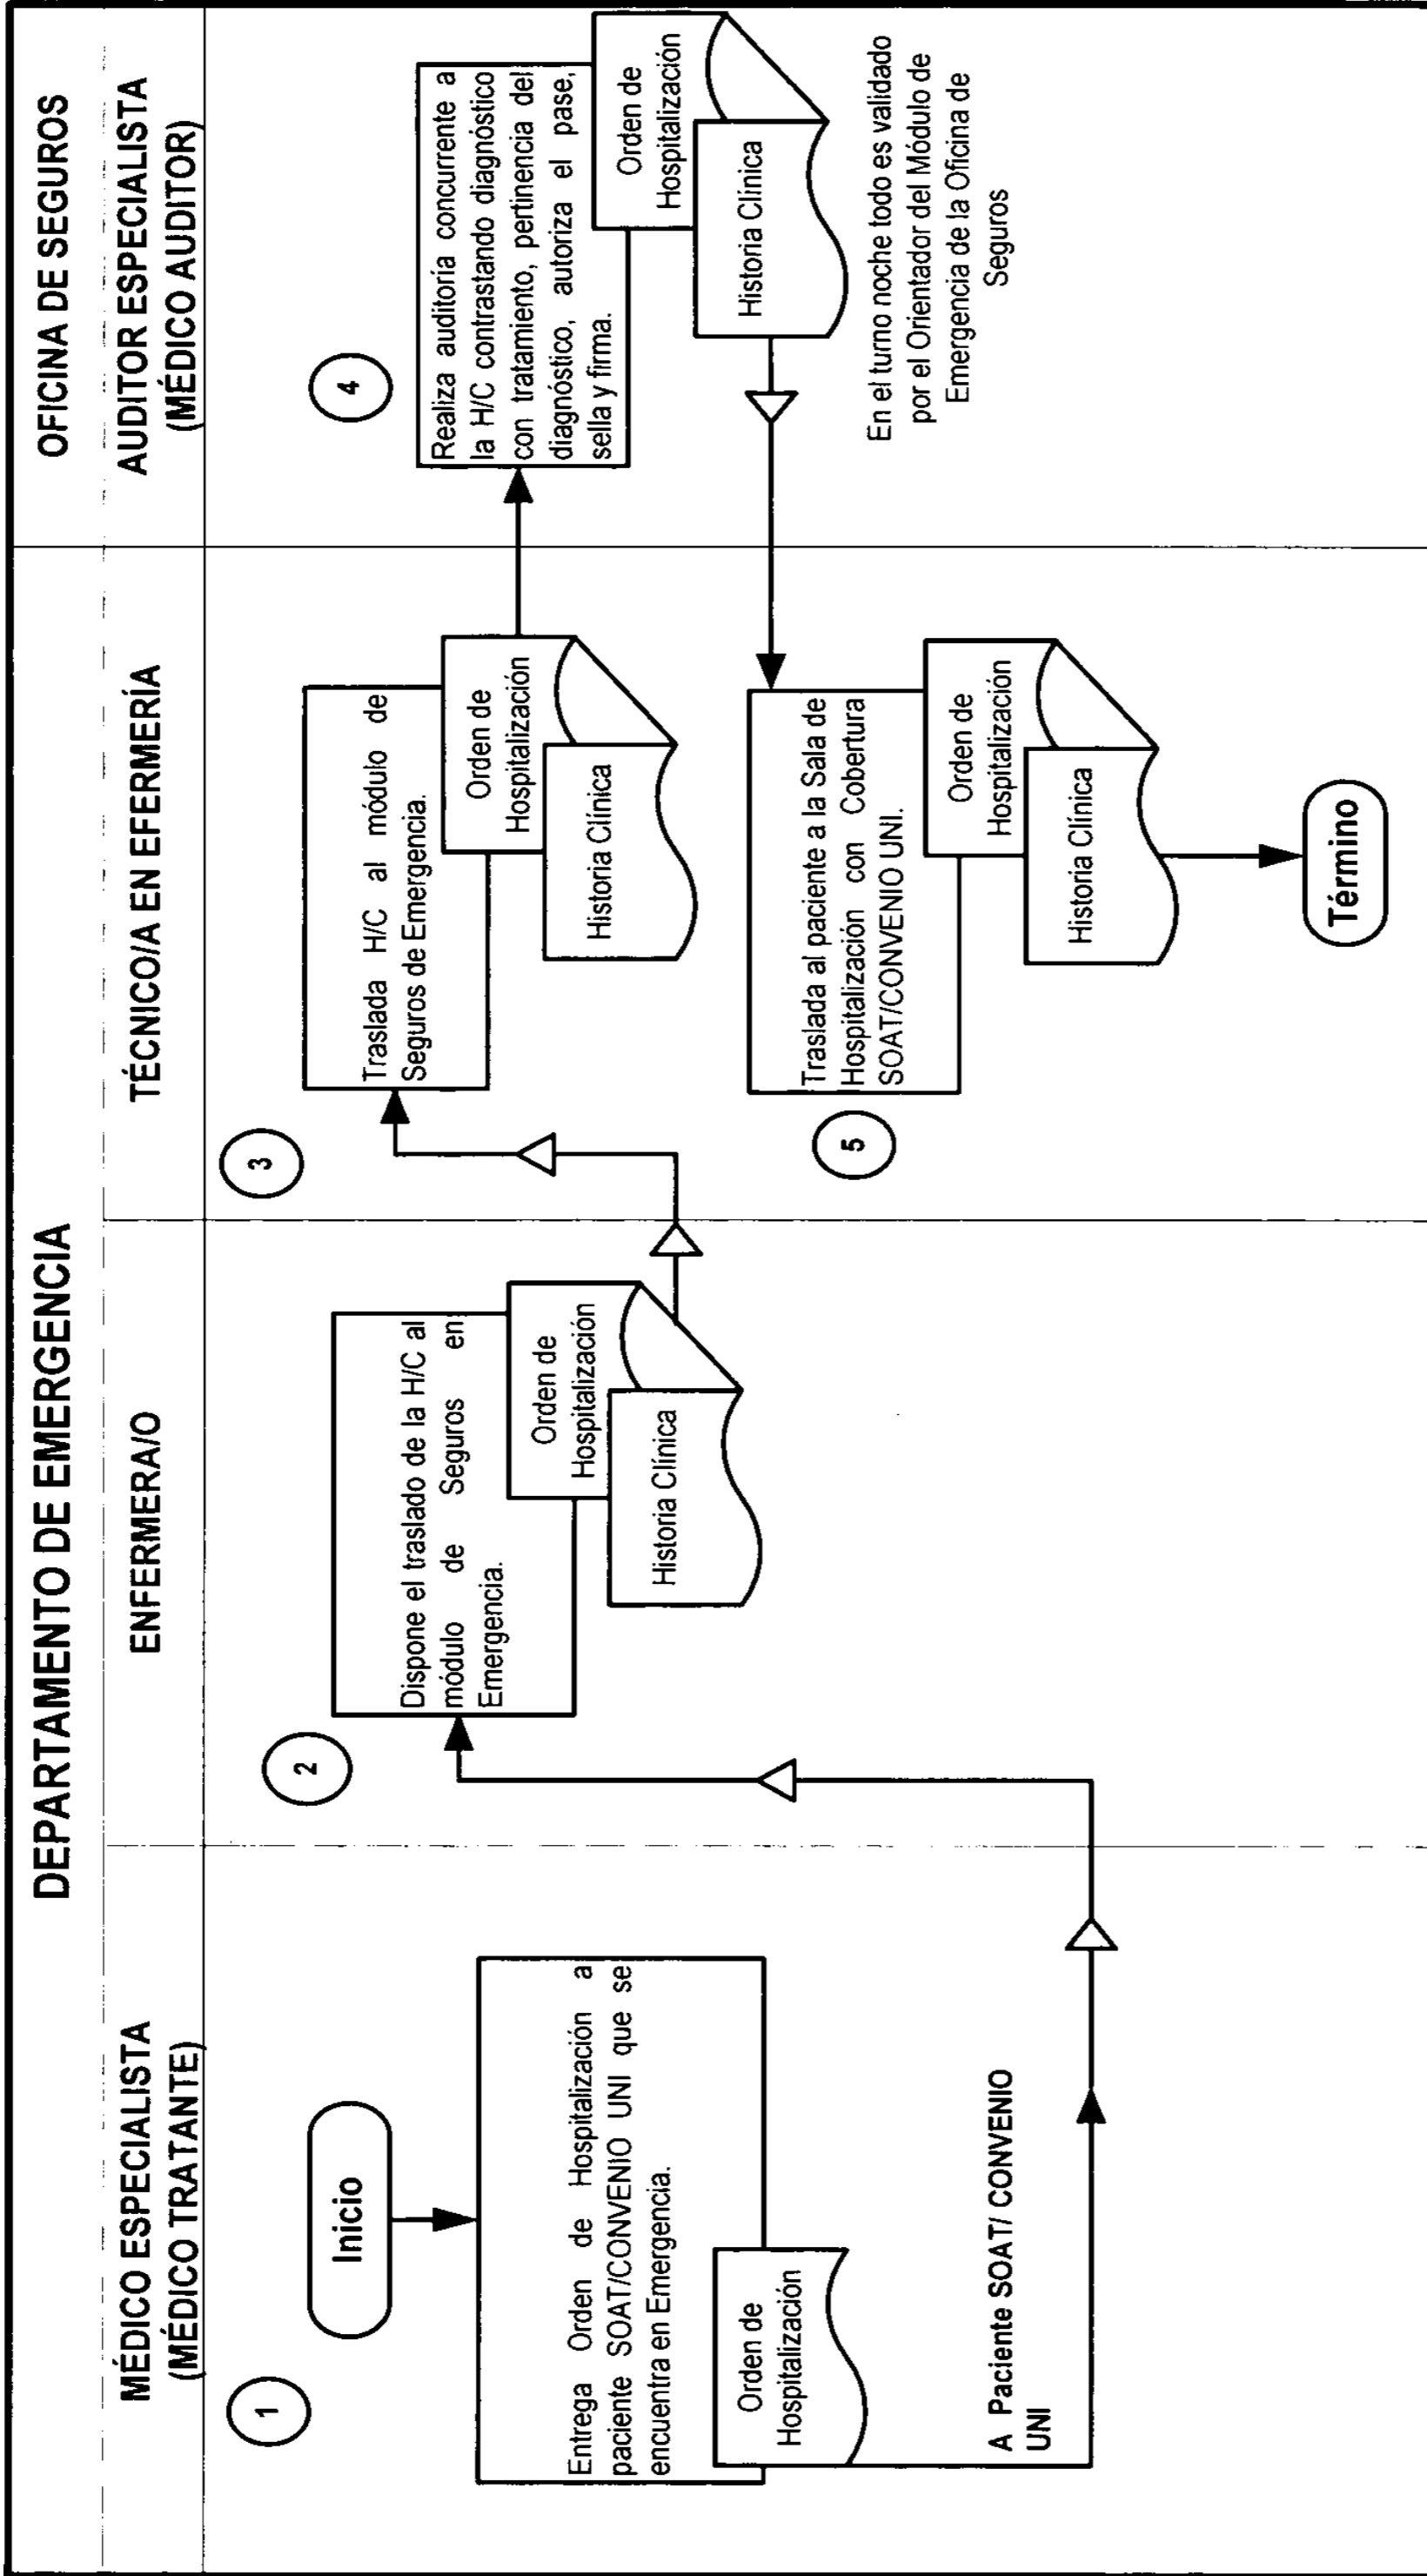 DEPARTAMENTO DE EMERGENCIA
OFICINA DE SEGUROS
MÉDICO ESPECIALISTA
(MÉDICO TRATANTE)
ENFERMERA/O
TÉCNICO/A EN EFERMERÍA
AUDITOR ESPECIALISTA
(MÉDICO AUDITOR)
1
Inicio
Entrega Orden de Hospitalización a
paciente SOAT/CONVENIO UNI que se
encuentra en Emergencia.
Orden de
Hospitalización
A Paciente SOAT/ CONVENIO
UNI
2
Dispone el traslado de la H/C al
módulo de Seguros en
Emergencia.
Orden de
Hospitalización
Historia Clínica
3
Traslada H/C al módulo de
Seguros de Emergencia.
Orden de
Hospitalización
Historia Clínica
4
Realiza auditoría concurrente a
la H/C contrastando diagnóstico
con tratamiento, pertinencia del
diagnóstico, autoriza el pase,
sella y firma.
Orden de
Hospitalización
Historia Clínica
En el turno noche todo es validado
por el Orientador del Módulo de
Emergencia de la Oficina de
Seguros
5
Traslada al paciente a la Sala de
Hospitalización con Cobertura
SOAT/CONVENIO UNI.
Orden de
Hospitalización
Historia Clínica
Término